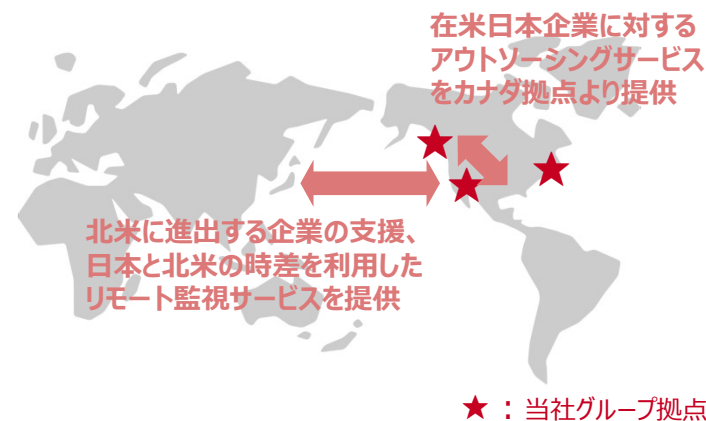 在米日本企業に対する
アウトソーシングサービス
をカナダ拠点より提供
北米に進出する企業の支援、
日本と北米の時差を利用した
リモート監視サービスを提供
★：当社グループ拠点